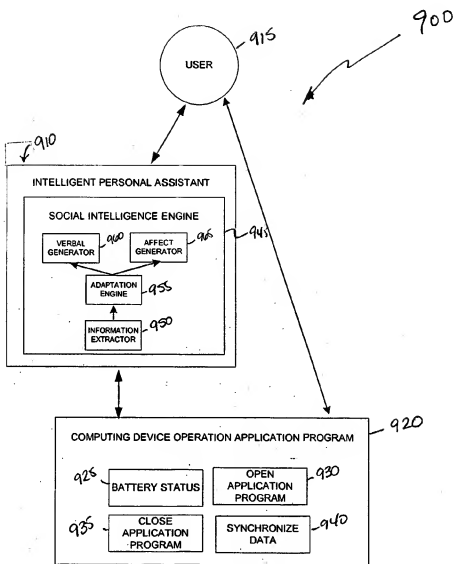 900
915
USER
910
INTELLIGENT PERSONAL ASSISTANT
SOCIAL INTELLIGENCE ENGINE
945
VERBAL
GENERATOR
960
AFFECT
GENERATOR
965
ADAPTATION
ENGINE
955
INFORMATION
EXTRACTOR
950
920
COMPUTING DEVICE OPERATION APPLICATION PROGRAM
925
BATTERY STATUS
OPEN
APPLICATION
PROGRAM
930
935
CLOSE
APPLICATION
PROGRAM
SYNCHRONIZE
DATA
940